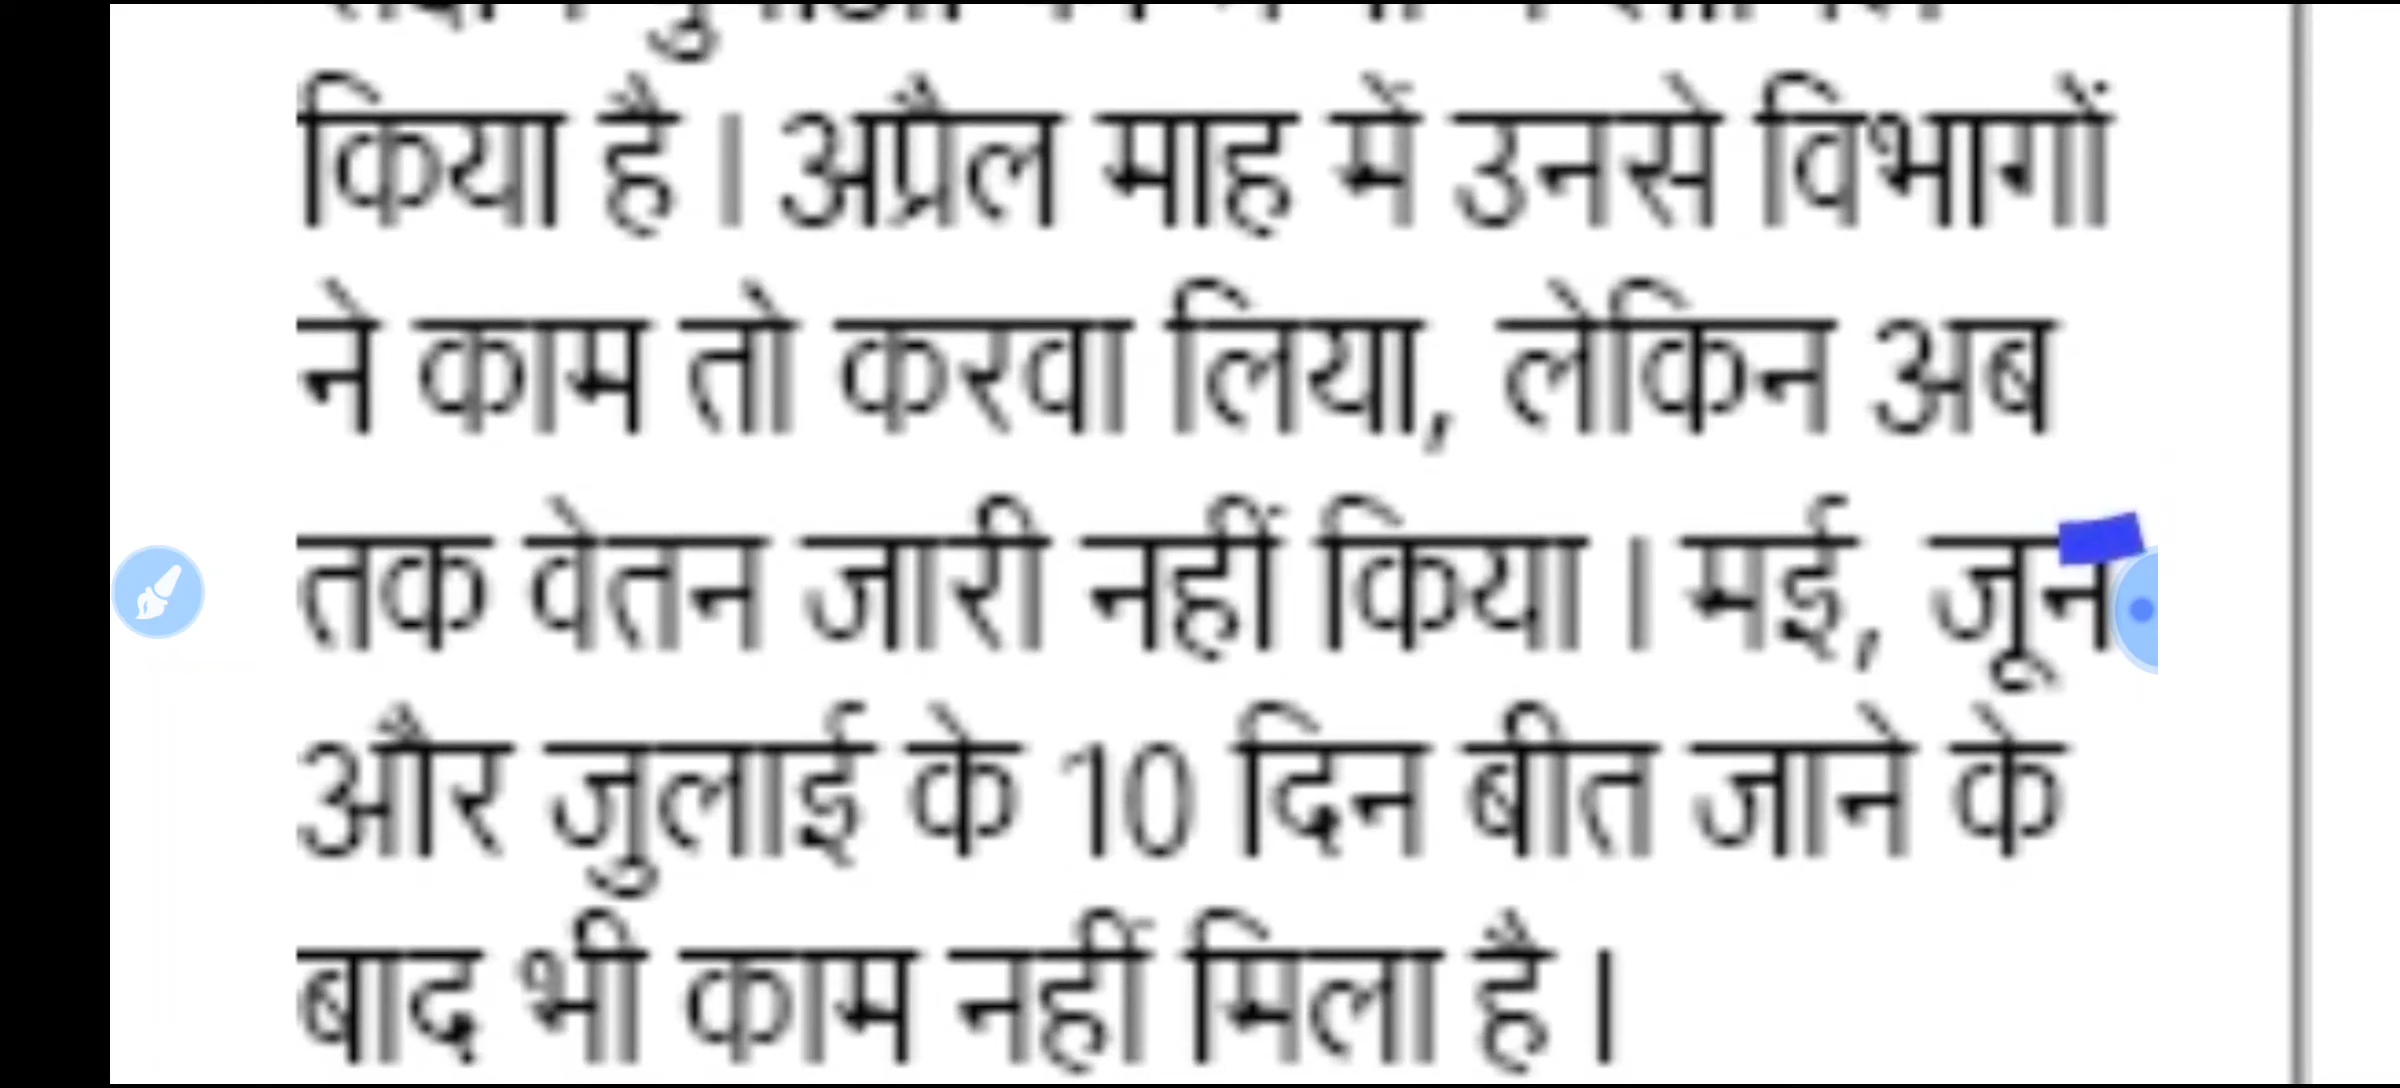 किया है । अप्रैल माह में उनसे विभागों
ने काम तो करवा लिया, लेकिन अब
तक वेतन जारी नहीं किया । मई, जून
और जुलाई के 10 दिन बीत जाने के
बाद भी काम नहीं मिला है ।